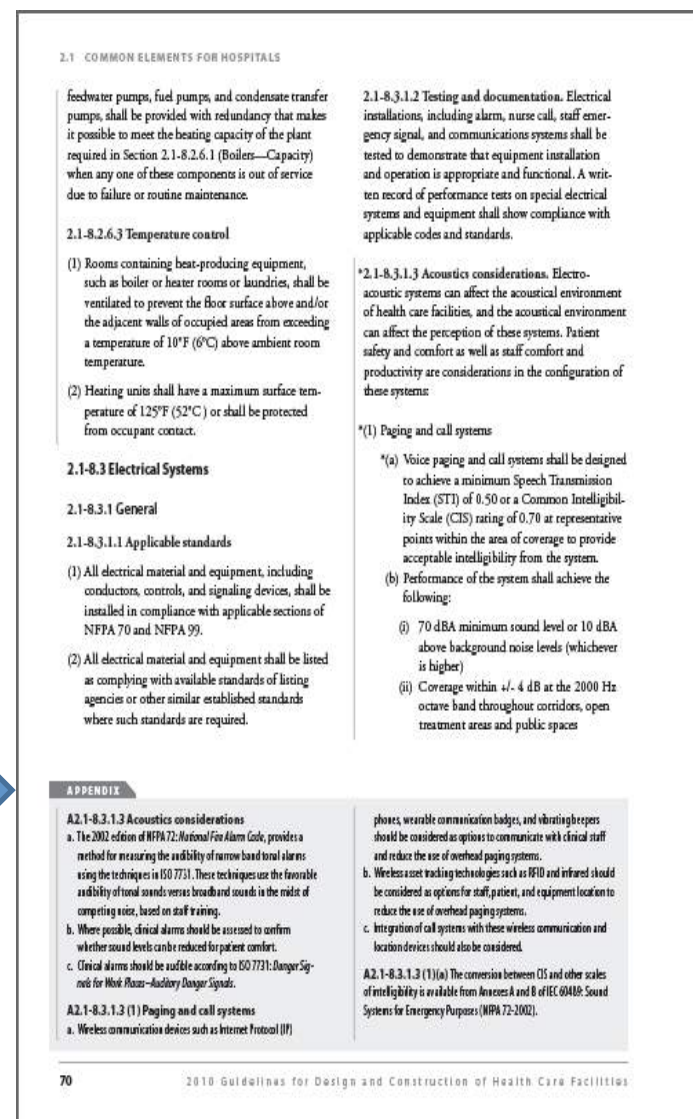 2.1 COMMON ELEMENTS FOR HOSPITALS
feedwater pumps, fuel pumps, and condensate transfer
pumps, shall be provided with redundancy that makes
it possible to meet the heating capacity of the plant
required in Section 2.1-8.2.6.1 (Boilers—Capacity)
when any one of these components is out of service
due to failure or routine maintenance.
2.1-8.2.6.3 Temperature control
(1) Rooms containing heat-producing equipment,
such as boiler or heater rooms or laundries, shall be
ventilated to prevent the floor surface above and/or
the adjacent walls of occupied areas from exceeding
a temperature of 10°F (6°C) above ambient room
temperature.
(2) Heating units shall have a maximum surface tem-
perature of 125°F (52°C ) or shall be protected
from occupant contact.
2.1-8.3 Electrical Systems
2.1-8.3.1 General
2.1-8.3.1.1 Applicable standards
(1) All electrical material and equipment, including
conductors, controls, and signaling devices, shall be
installed in compliance with applicable sections of
NFPA 70 and NFPA 99.
(2) All electrical material and equipment shall be listed
as complying with available standards of listing
agencies or other similar established standards
where such standards are required.
2.1-8.3.1.2 Testing and documentation. Electrical
installations, including alarm, nurse call, staff emer-
gency signal, and communications systems shall be
tested to demonstrate that equipment installation
and operation is appropriate and functional. A writ-
ten record of performance tests on special electrical
systems and equipment shall show compliance with
applicable codes and standards.
*2.1-8.3.1.3 Acoustics considerations. Electro-
acoustic systems can affect the acoustical environment
of health care facilities, and the acoustical environment
can affect the perception of these systems. Patient
safety and comfort as well as staff comfort and
productivity are considerations in the configuration of
these systems:
*(1) Paging and call systems
*(a) Voice paging and call systems shall be designed
to achieve a minimum Speech Transmission
Index (STI) of 0.50 or a Common Intelligibil-
ity Scale (CIS) rating of 0.70 at representative
points within the area of coverage to provide
acceptable intelligibility from the system.
(b) Performance of the system shall achieve the
following:
(i) 70 dBA minimum sound level or 10 dBA
above background noise levels (whichever
is higher)
(ii) Coverage within +/- 4 dB at the 2000 Hz
octave band throughout corridors, open
treatment areas and public spaces
APPENDIX
A2.1-8.3.1.3 Acoustics considerations
a. The 2002 edition of NFPA 72: National Fire Alarm Code, provides a
method for measuring the audibility of narrow band tonal alarms
using the techniques in ISO 7731. These techniques use the favorable
audibility of tonal sounds versus broadband sounds in the midst of
competing noise, based on staff training.
b. Where possible, clinical alarms should be assessed to confirm
whether sound levels can be reduced for patient comfort.
c. Clinical alarms should be audible according to ISO 7731: Danger Sig-
nals for Work Places—Auditory Danger Signals.
A2.1-8.3.1.3 (1) Paging and call systems
a. Wireless communication devices such as Internet Protocol (IP)
phones, wearable communication badges, and vibrating beepers
should be considered as options to communicate with clinical staff
and reduce the use of overhead paging systems.
b. Wireless asset tracking technologies such as RFID and infrared should
be considered as options for staff, patient, and equipment location to
reduce the use of overhead paging systems.
c. Integration of call systems with these wireless communication and
location devices should also be considered.
A2.1-8.3.1.3 (1)(a) The conversion between CIS and other scales
of intelligibility is available from Annexes A and B of IEC 60489: Sound
Systems for Emergency Purposes (NFPA 72-2002).
70 2010 Guidelines for Design and Construction of Health Care Facilities